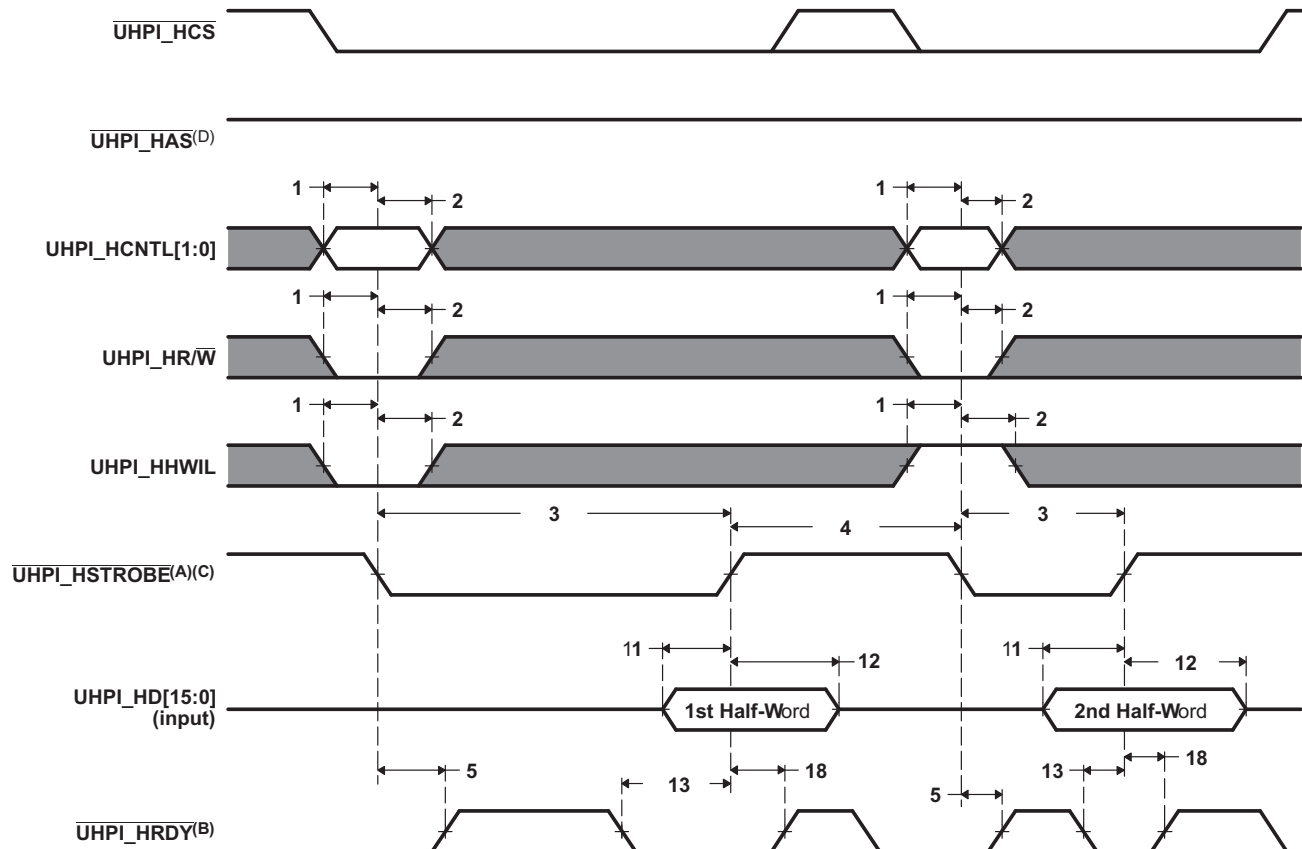 UHPI_HCS
UHPI_HAS(D)
1
2
1
2
UHPI_HCNTL[1:0]
1
2
1
2
UHPI_HR/W
1
2
1
2
UHPI_HHWIL
3
4
3
UHPI_HSTROBE(A)(C)
11
12
11
12
UHPI_HD[15:0]
(input)
1st Half-Word
2nd Half-Word
5
13
18
5
13
18
UHPI_HRDY(B)